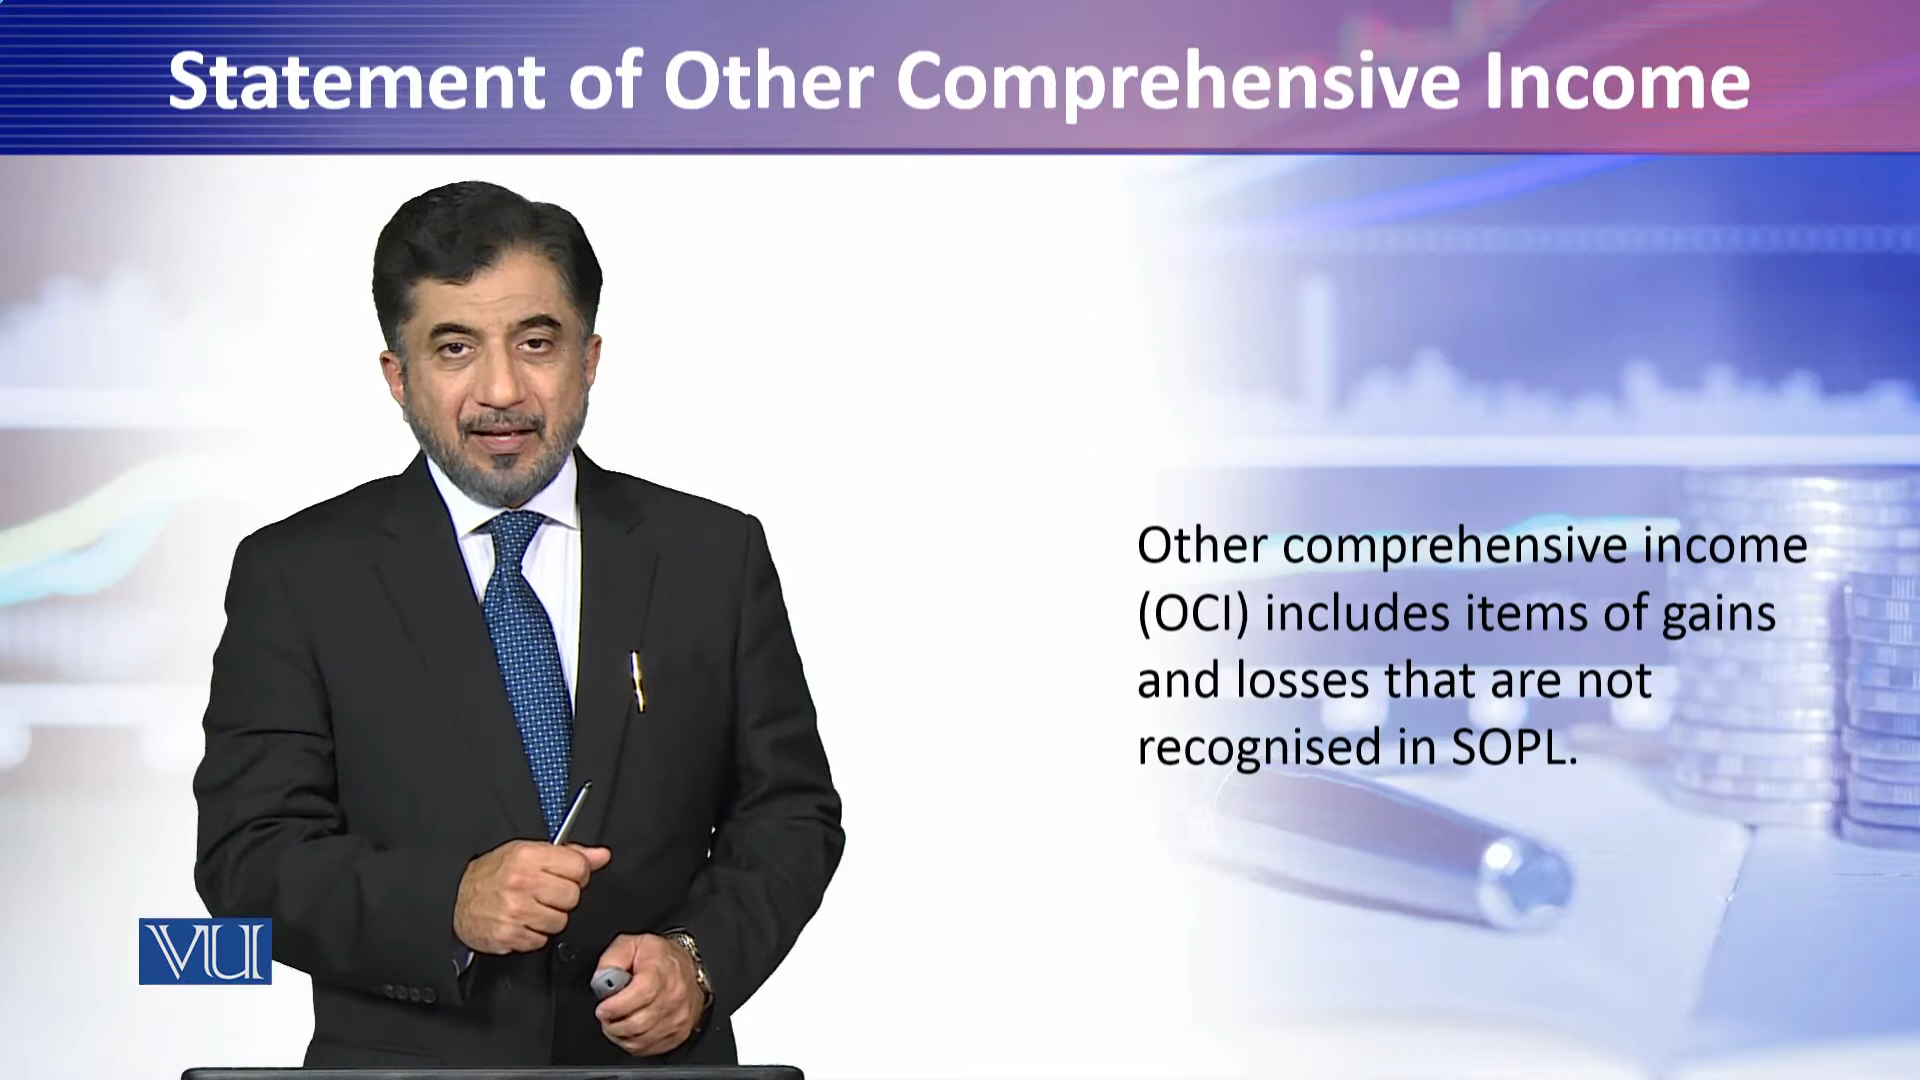 Statement of Other Comprehensive Income
Other comprehensive income
(OCI) includes items of gains
and losses that are not
recognised in SOPL.
VU